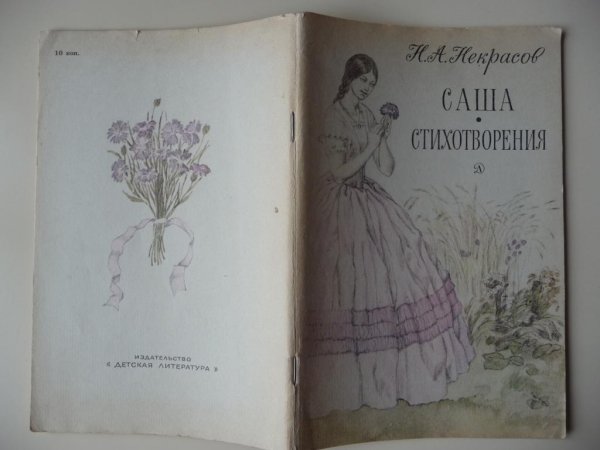 10 коп.
ИЗДАТЕЛЬСТВО
« ДЕТСКАЯ ЛИТЕРАТУРА »
Н.А.Некрасов
САША
•
СТИХОТВОРЕНИЯ
Д